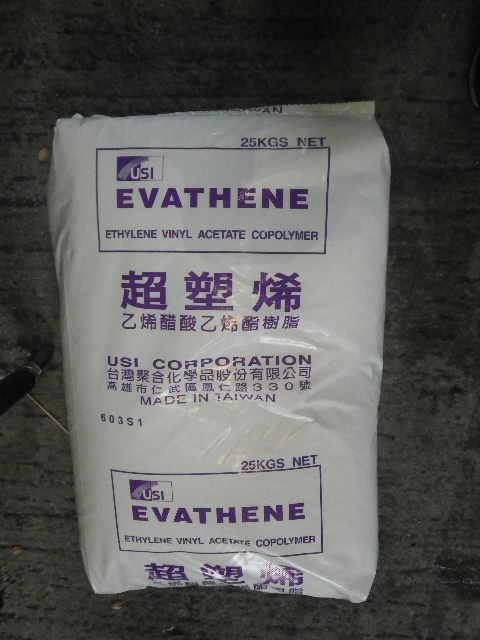 TAIWAN
25KGS NET
USI
EVATHENE
ETHYLENE VINYL ACETATE COPOLYMER
超塑烯
乙烯醋酸乙烯酯樹脂
USI CORPORATION
台灣聚合化學品股份有限公司
高雄市仁武區鳳仁路330號
MADE IN TAIWAN
603S1
25KGS NET
USI
EVATHENE
ETHYLENE VINYL ACETATE COPOLYMER
超塑烯